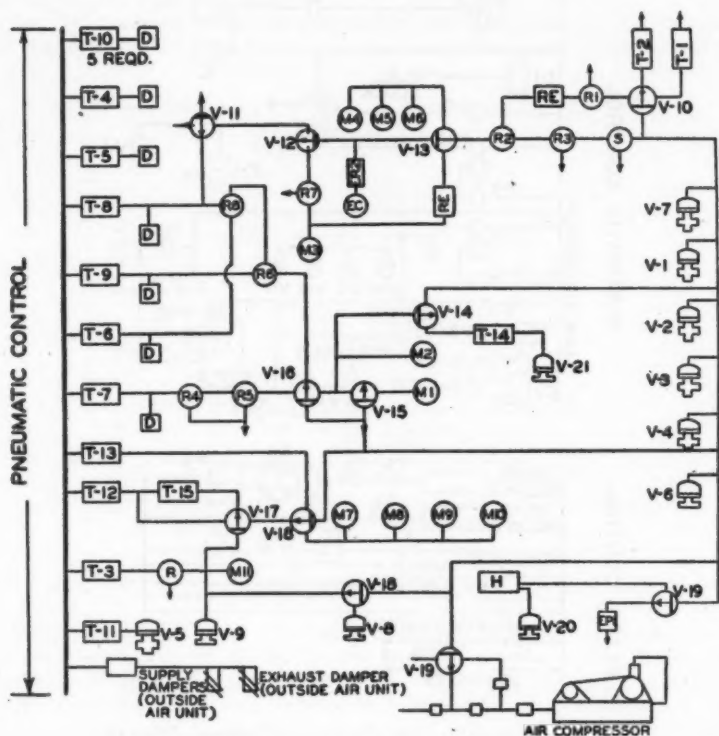 PNEUMATIC CONTROL
T-10 D
5 REQD.
T-2 T-1
T-4 D
RE R1
V-10
V-11
M4 M5 M6
V-12 V-13
R2 R3 S
T-5 D
EC
R7
RE
V-7
T-8 R8
D
M3
V-1
T-9 R6
D
V-14
V-2
T-6
D
T-14
M2
V-21
V-3
V-16
T-7 R4 R5 M1
D
V-15
V-4
T-13
V-6
T-12 T-15
V-17
V-18
M7 M8 M9 M10
T-3 R M11
V-18
H
V-19
T-11 V-5 V-9 V-8 V-20
V-19
SUPPLY
DAMPERS
(OUTSIDE
AIR UNIT)
EXHAUST DAMPER
(OUTSIDE AIR UNIT)
AIR COMPRESSOR